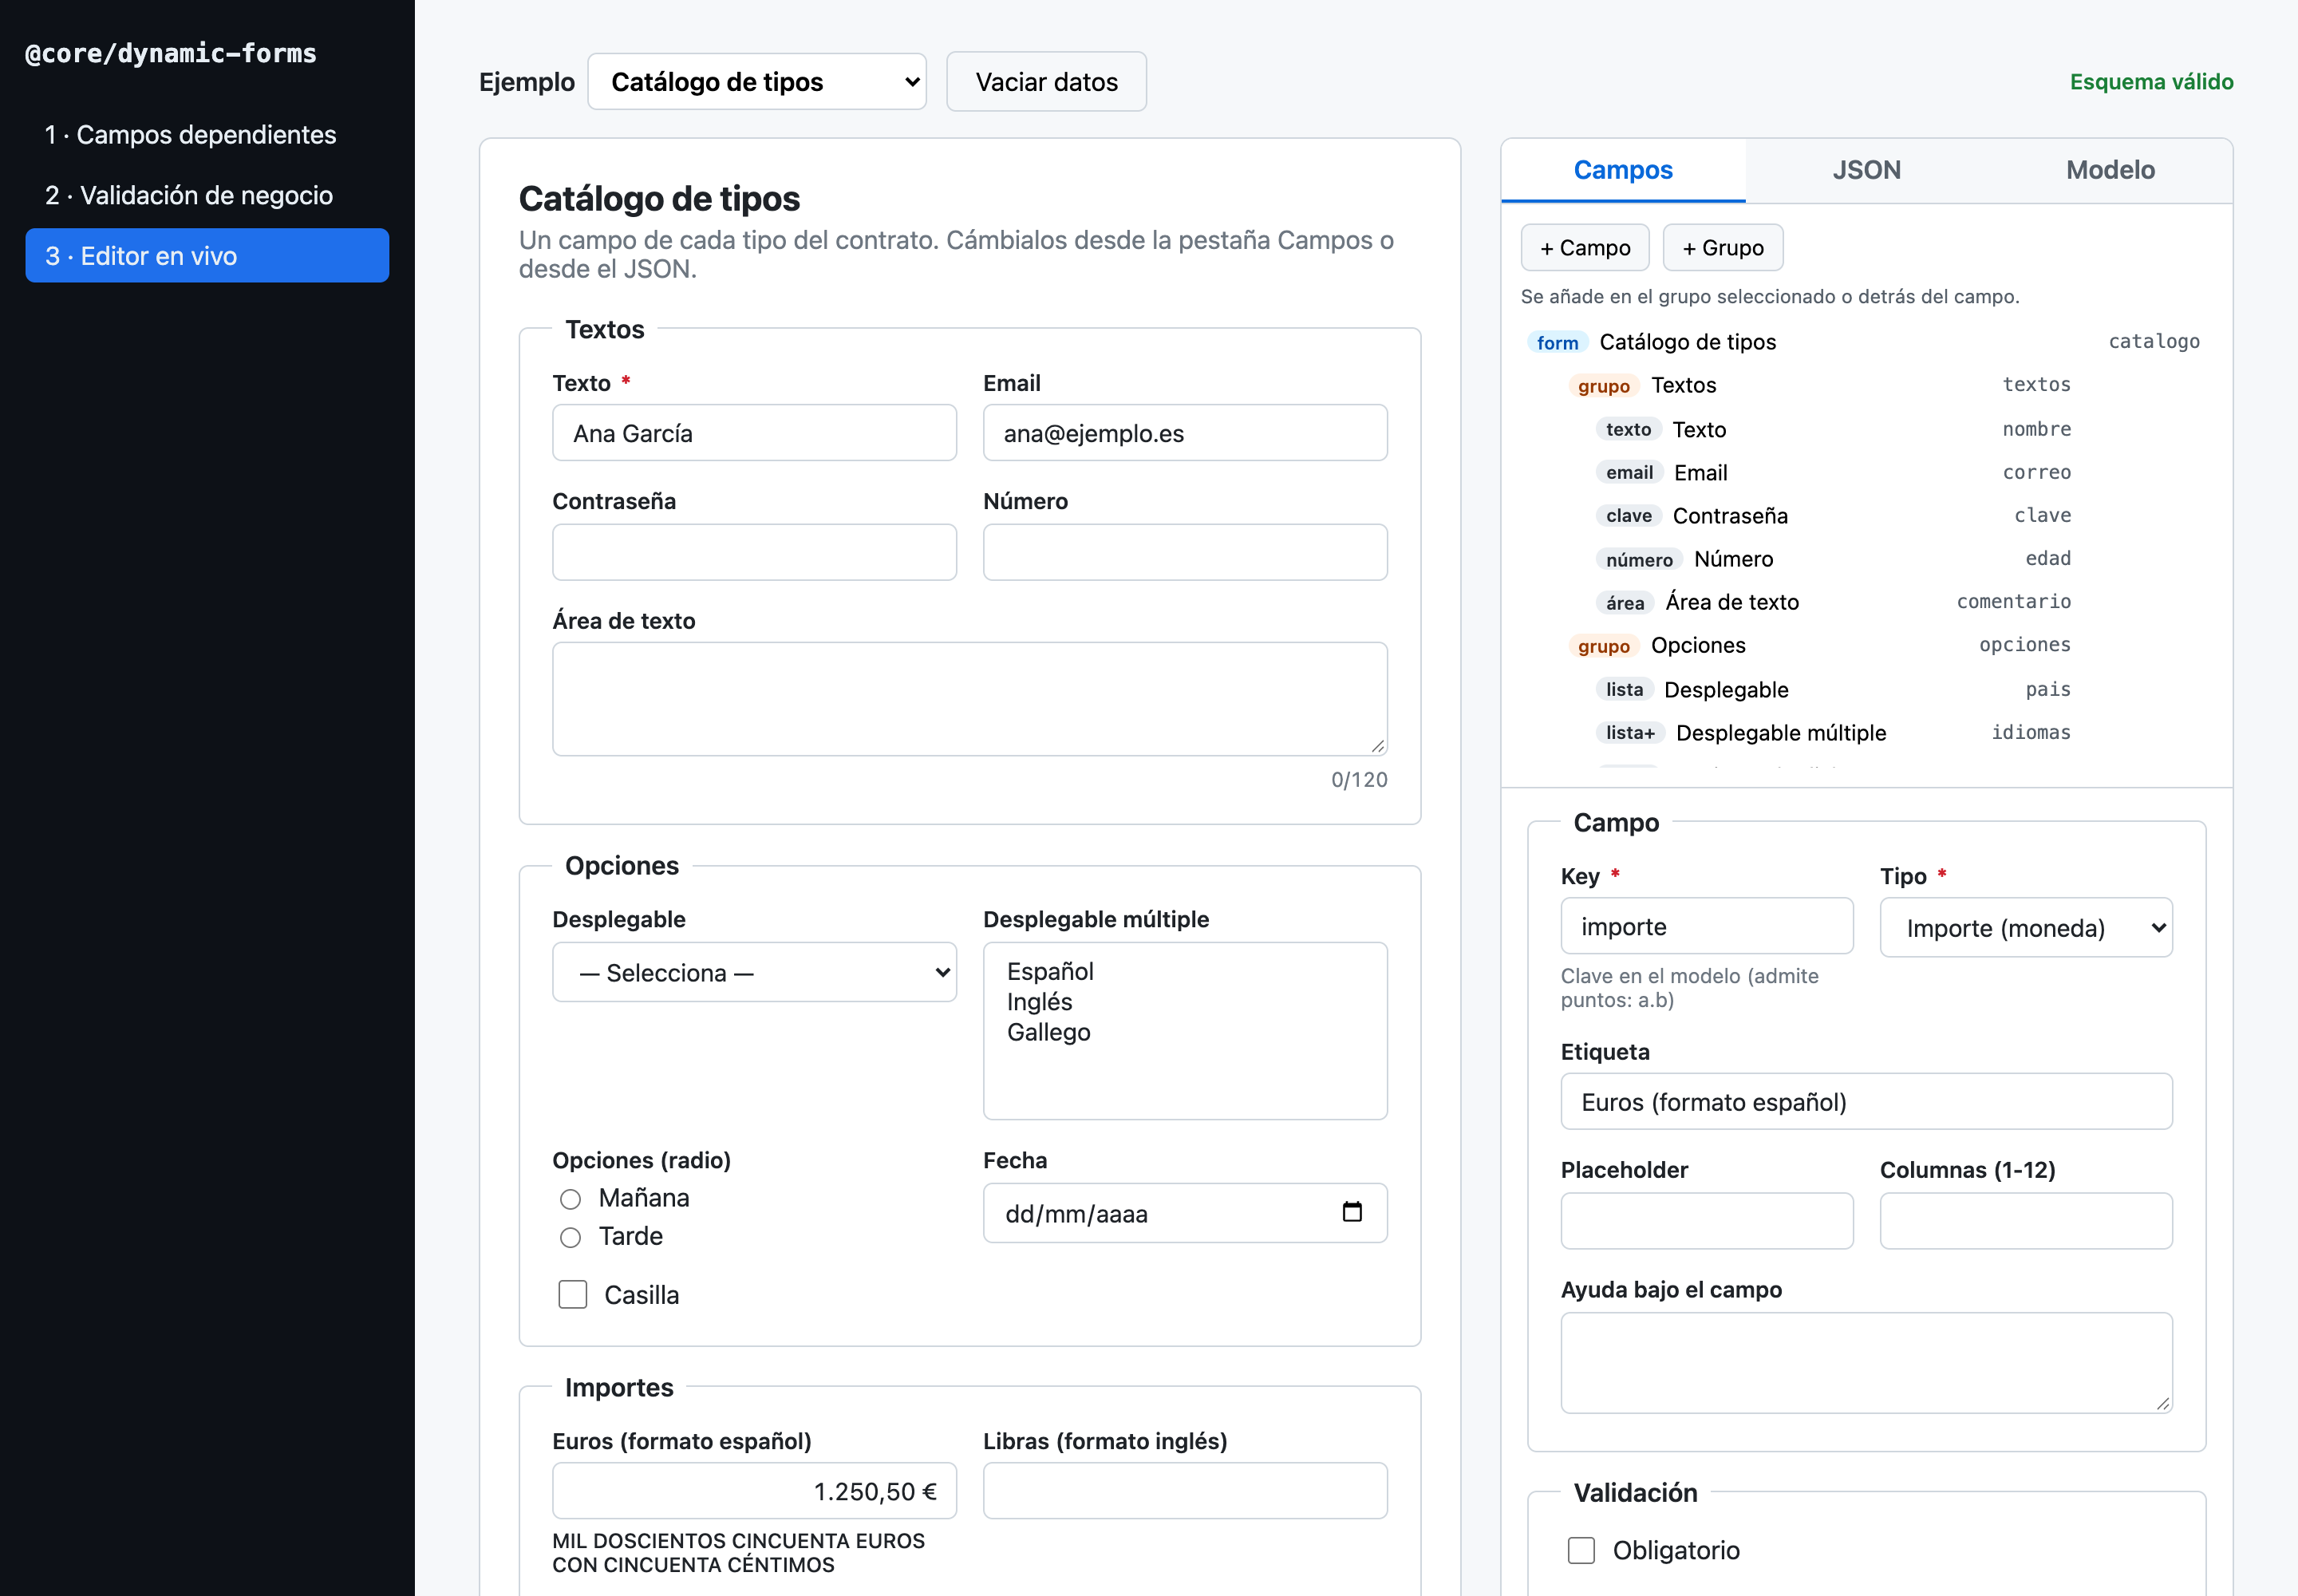 @core/dynamic-forms
1 · Campos dependientes
2 · Validación de negocio
3 · Editor en vivo
Ejemplo
Catálogo de tipos
Vaciar datos
Esquema válido
Catálogo de tipos
Un campo de cada tipo del contrato. Cámbialos desde la pestaña Campos o
desde el JSON.
Textos
Texto *
Email
Ana García
ana@ejemplo.es
Contraseña
Número
Área de texto
0/120
Opciones
Desplegable
Desplegable múltiple
— Selecciona —
Español
Inglés
Gallego
Opciones (radio)
Mañana
Tarde
Fecha
dd/mm/aaaa
Casilla
Importes
Euros (formato español)
Libras (formato inglés)
1.250,50 €
MIL DOSCIENTOS CINCUENTA EUROS
CON CINCUENTA CÉNTIMOS
Campos
JSON
Modelo
+ Campo
+ Grupo
Se añade en el grupo seleccionado o detrás del campo.
form Catálogo de tipos catalogo
grupo Textos textos
texto Texto nombre
email Email correo
clave Contraseña clave
número Número edad
área Área de texto comentario
grupo Opciones opciones
lista Desplegable pais
lista+ Desplegable múltiple idiomas
Campo
Key *
Tipo *
importe
Importe (moneda)
Clave en el modelo (admite
puntos: a.b)
Etiqueta
Euros (formato español)
Placeholder
Columnas (1-12)
Ayuda bajo el campo
Validación
Obligatorio